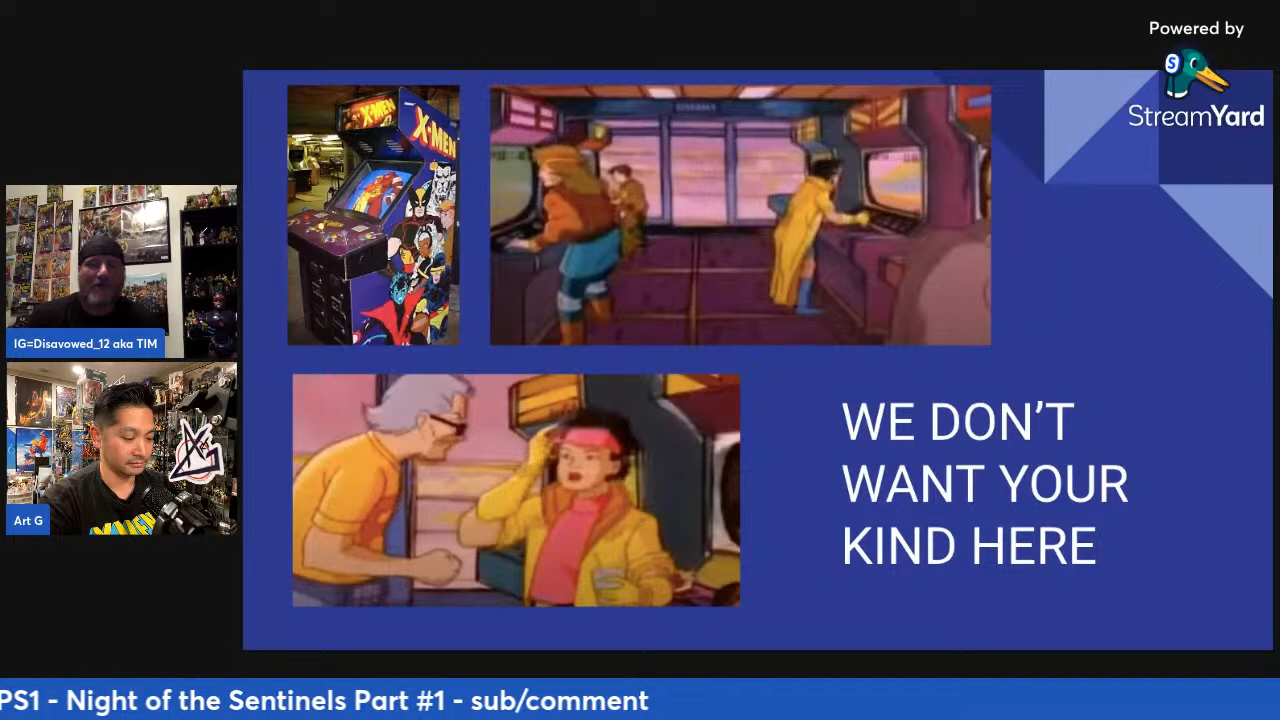 Powered by
StreamYard
X-MEN
X-MEN
IG=Disavowed_12 aka TIM
Art G
WE DON'T
WANT YOUR
KIND HERE
PS1 - Night of the Sentinels Part #1 - sub/comment